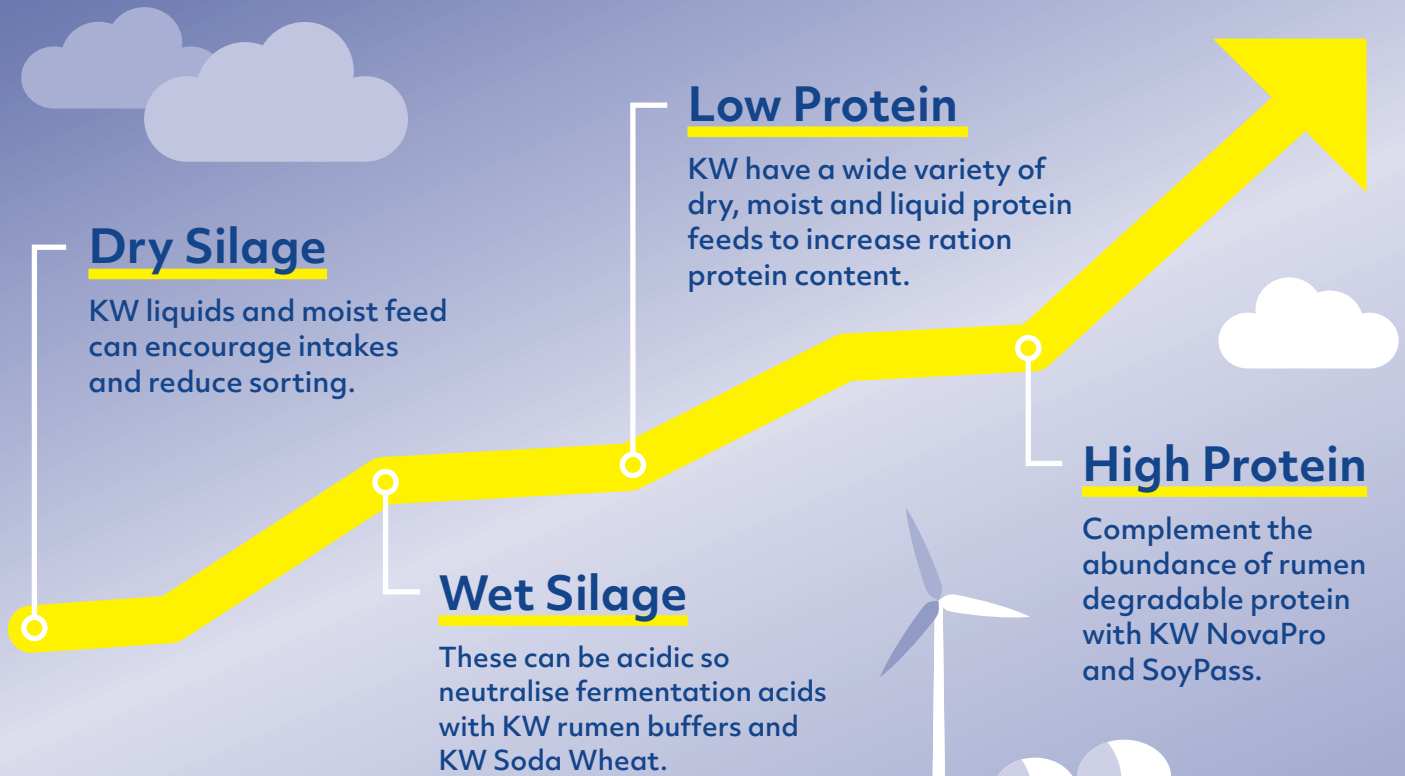 Dry Silage
KW liquids and moist feed
can encourage intakes
and reduce sorting.
Wet Silage
These can be acidic so
neutralise fermentation acids
with KW rumen buffers and
KW Soda Wheat.
Low Protein
KW have a wide variety of
dry, moist and liquid protein
feeds to increase ration
protein content.
High Protein
Complement the
abundance of rumen
degradable protein
with KW NovaPro
and SoyPass.